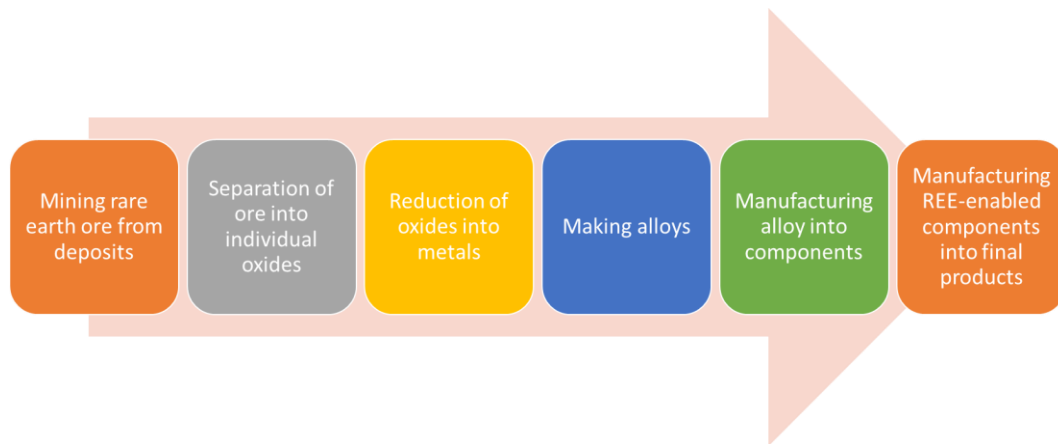 Mining rare
earth ore from
deposits
Separation of
ore into
individual
oxides
Reduction of
oxides into
metals
Making alloys
Manufacturing
alloy into
components
Manufacturing
REE-enabled
components
into final
products